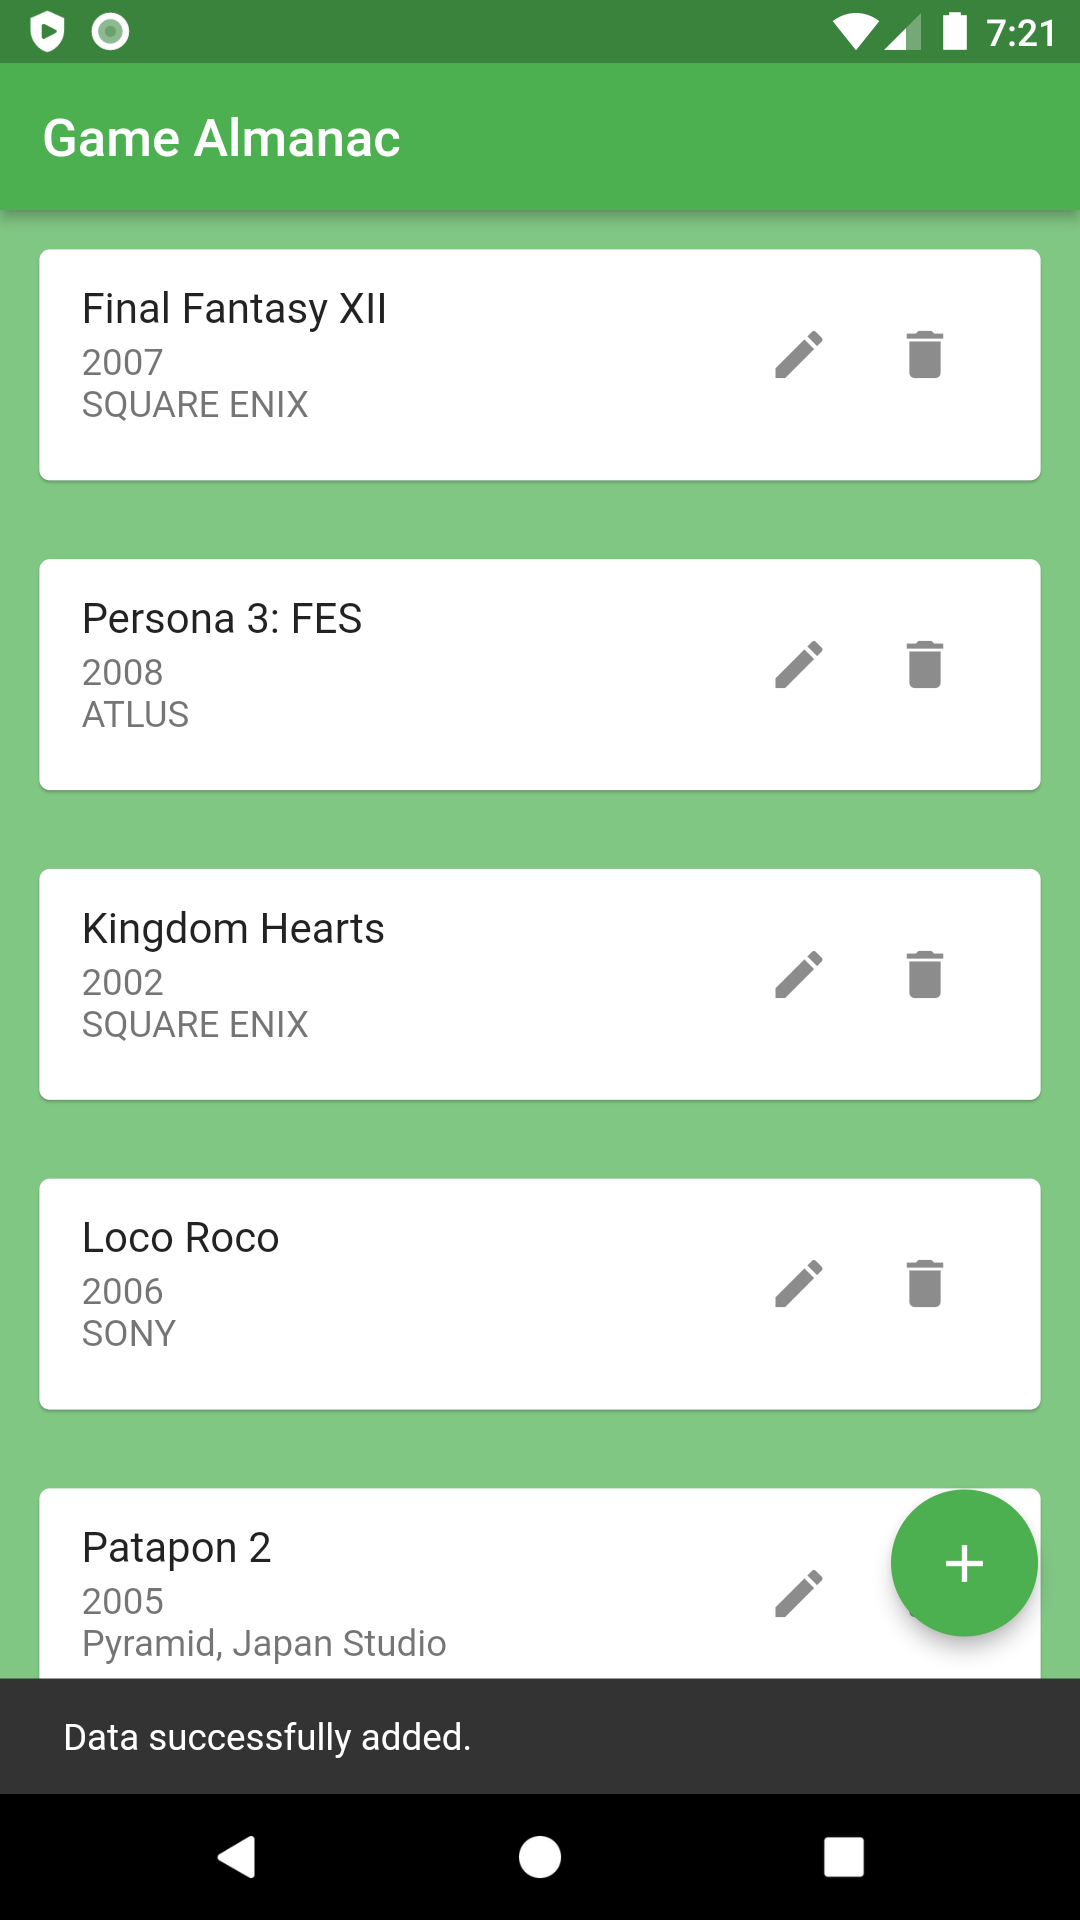 7:21
Game Almanac
Final Fantasy XII
2007
SQUARE ENIX
Persona 3: FES
2008
ATLUS
Kingdom Hearts
2002
SQUARE ENIX
Loco Roco
2006
SONY
Patapon 2
2005
Pyramid, Japan Studio
Data successfully added.